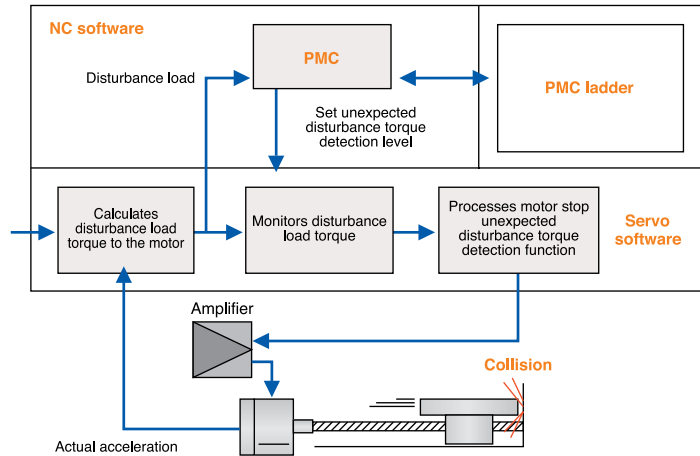 NC software
PMC
Disturbance load
PMC ladder
Set unexpected
disturbance torque
detection level
Calculates
disturbance load
torque to the motor
Monitors disturbance
load torque
Processes motor stop
unexpected
disturbance torque
detection function
Servo
software
Amplifier
Collision
Actual acceleration